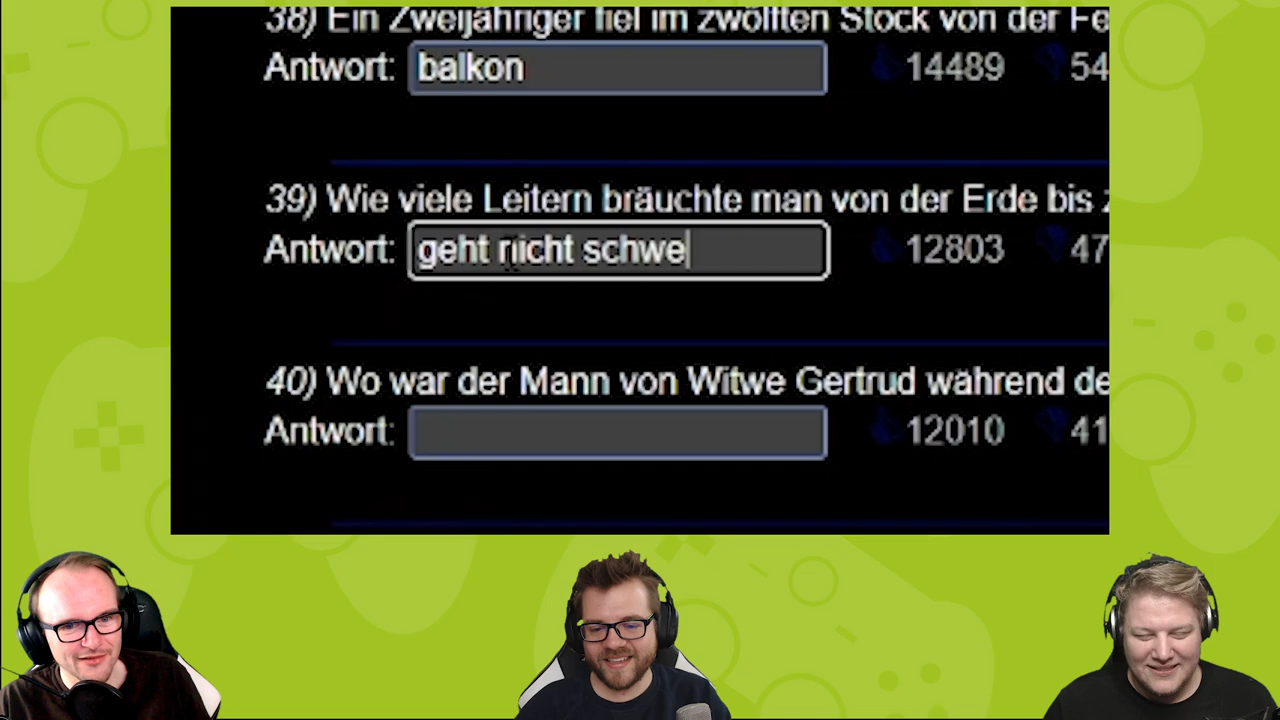 38) Ein Zweijähriger fiel im zwölften Stock von der Fe
Antwort: balkon 14489 54
39) Wie viele Leitern bräuchte man von der Erde bis z
Antwort: geht niicht schwe 12803 47
40) Wo war der Mann von Witwe Gertrud während de
Antwort: 12010 41